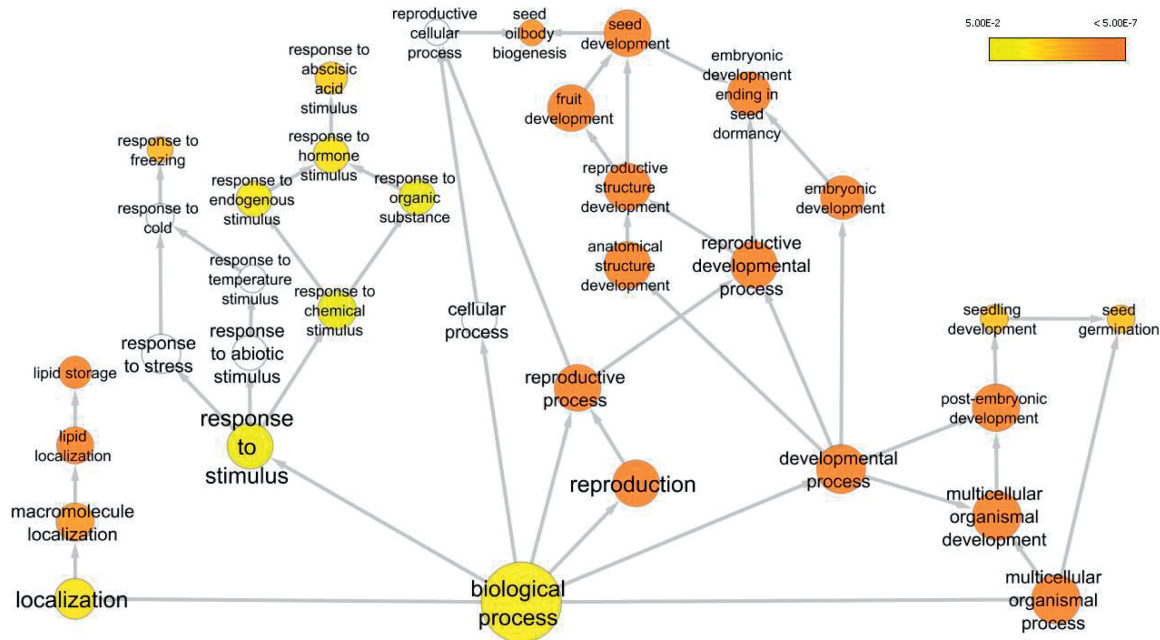 5.00E-2
< 5.00E-7
reproductive
cellular
process
seed
oilbody
biogenesis
seed
development
embryonic
development
ending in
seed
dormancy
response to
abscisic
acid
stimulus
fruit
development
response to
freezing
response to
hormone
stimulus
response to
endogenous
stimulus
response to
organic
substance
reproductive
structure
development
embryonic
development
response to
cold
anatomical
structure
development
reproductive
developmental
process
response to
temperature
stimulus
response to
chemical
stimulus
cellular
process
seedling
development
seed
germination
response
to stress
response
to abiotic
stimulus
lipid storage
reproductive
process
post-embryonic
development
lipid
localization
response
to
stimulus
developmental
process
reproduction
macromolecule
localization
multicellular
organismal
development
localization
biological
process
multicellular
organismal
process